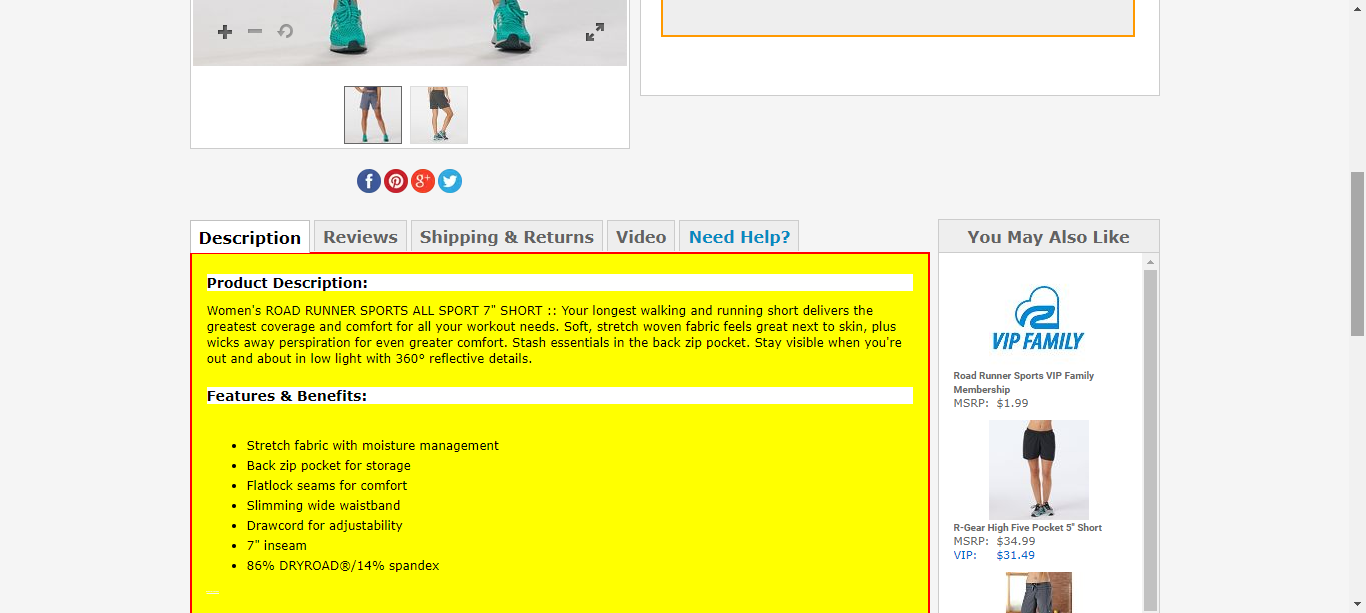 Description
Reviews
Shipping & Returns
Video
Need Help?
Product Description:
Women's ROAD RUNNER SPORTS ALL SPORT 7" SHORT :: Your longest walking and running short delivers the
greatest coverage and comfort for all your workout needs. Soft, stretch woven fabric feels great next to skin, plus
wicks away perspiration for even greater comfort. Stash essentials in the back zip pocket. Stay visible when you're
out and about in low light with 360° reflective details.
Features & Benefits:
• Stretch fabric with moisture management
• Back zip pocket for storage
• Flatlock seams for comfort
• Slimming wide waistband
• Drawcord for adjustability
• 7" inseam
• 86% DRYROAD®/14% spandex
You May Also Like
VIP FAMILY
Road Runner Sports VIP Family
Membership
MSRP: $1.99
R-Gear High Five Pocket 5" Short
MSRP: $34.99
VIP: $31.49